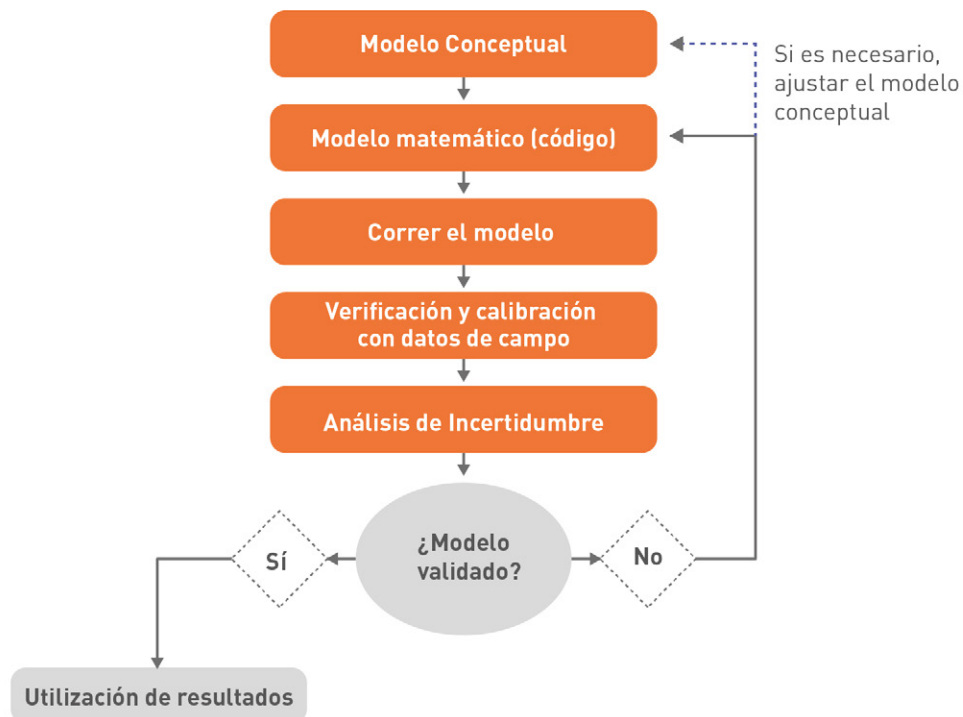 Modelo Conceptual
Si es necesario,
ajustar el modelo
conceptual
Modelo matemático (código)
Correr el modelo
Verificación y calibración
con datos de campo
Análisis de Incertidumbre
¿Modelo
validado?
Sí
No
Utilización de resultados